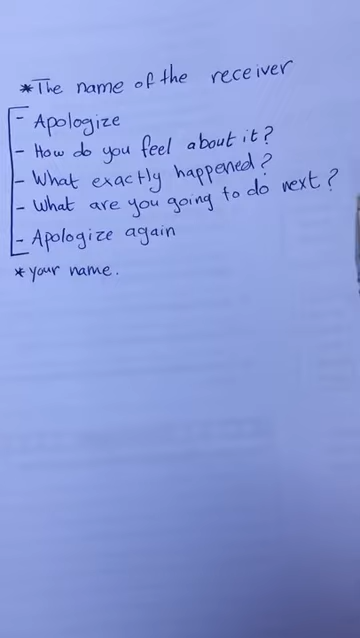 *The name of the receiver
- Apologize
- How do you feel about it?
- What exactly happened?
- What are you going to do next?
- Apologize again
* your name.